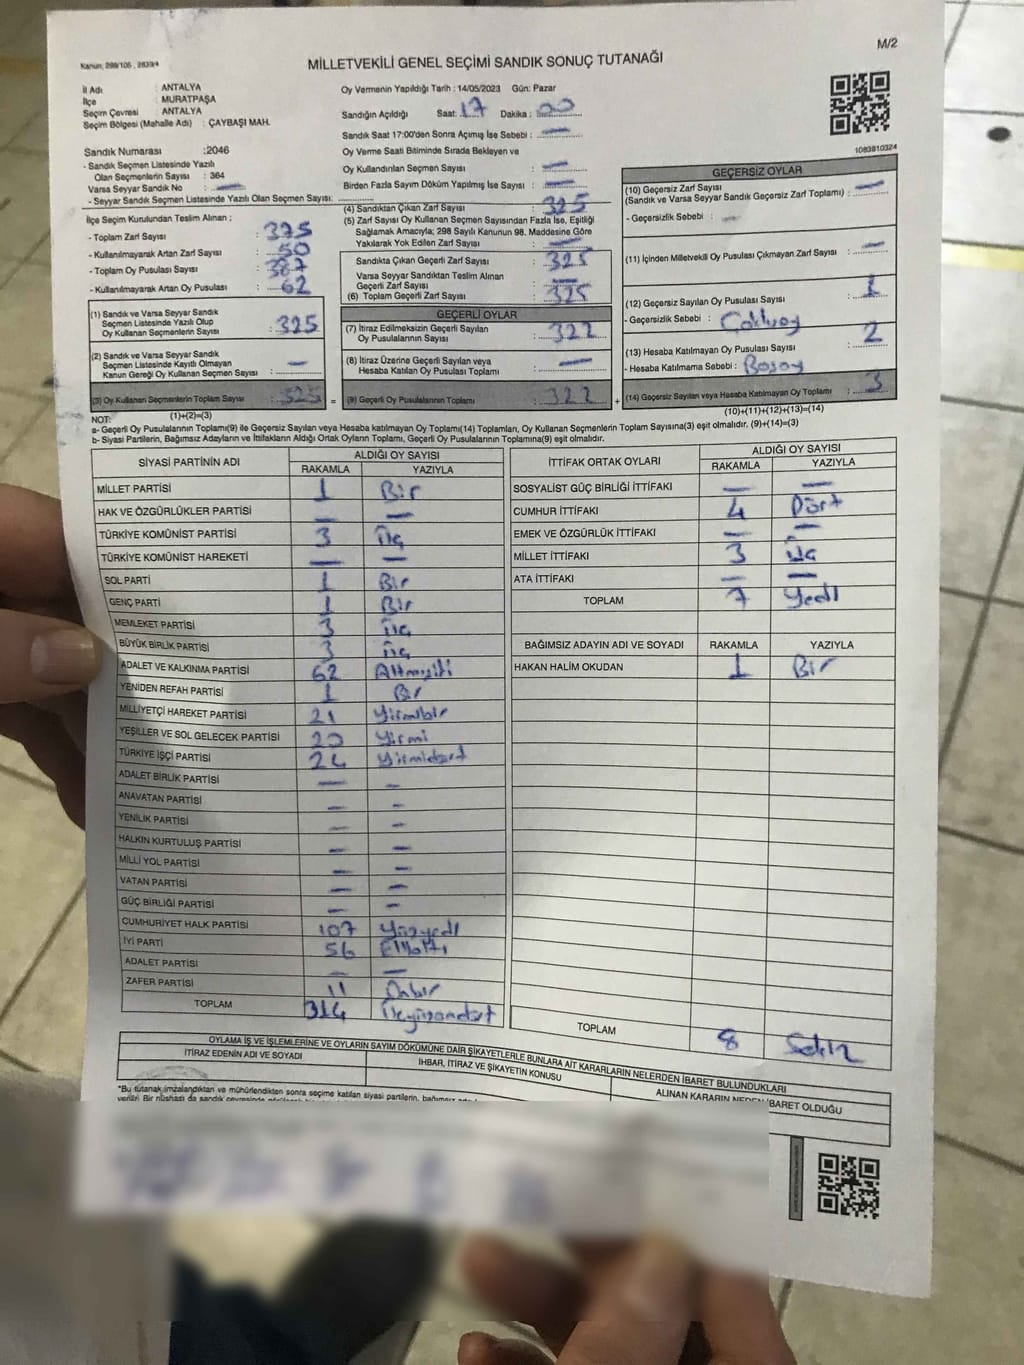 M/2
Kanun, 298/105, 2839/4
MİLLETVEKİLİ GENEL SEÇİMİ SANDIK SONUÇ TUTANAĞI
İl Adı : ANTALYA
İlçe : MURATPAŞA
Seçim Çevresi : ANTALYA
Seçim Bölgesi (Mahalle Adı) : ÇAYBAŞI MAH.
Sandık Numarası :2046
- Sandık Seçmen Listesinde Yazılı
Olan Seçmenlerin Sayısı : 364
Varsa Seyyar Sandık No : —
- Seyyar Sandık Seçmen Listesinde Yazılı Olan Seçmen Sayısı:
İlçe Seçim Kurulundan Teslim Alınan ;
- Toplam Zarf Sayısı : 375
- Kullanılmayarak Artan Zarf Sayısı : 50
- Toplam Oy Pusulası Sayısı : 387
- Kullanılmayarak Artan Oy Pusulası : 62
(1) Sandık ve Varsa Seyyar Sandık
Seçmen Listesinde Yazılı Olup
Oy Kullanan Seçmenlerin Sayısı : 325
(2) Sandık ve Varsa Seyyar Sandık
Seçmen Listesinde Kayıtlı Olmayan
Kanun Gereği Oy Kullanan Seçmen Sayısı : —
(3) Oy Kullanan Seçmenlerin Toplam Sayısı : 325 =
(1)+(2)=(3)
Oy Vermenin Yapıldığı Tarih : 14/05/2023 Gün: Pazar
Sandığın Açıldığı Saat: 17 Dakika : 00
Sandık Saat 17:00'den Sonra Açımış İse Sebebi : —
Oy Verme Saati Bitiminde Sırada Bekleyen ve
Oy Kullandırılan Seçmen Sayısı : —
Birden Fazla Sayım Döküm Yapılmış İse Sayısı : —
(4) Sandıktan Çıkan Zarf Sayısı : 325
(5) Zarf Sayısı Oy Kullanan Seçmen Sayısından Fazla İse, Eşitliği
Sağlamak Amacıyla; 298 Sayılı Kanunun 98. Maddesine Göre
Yakılarak Yok Edilen Zarf Sayısı : —
Sandıkta Çıkan Geçerli Zarf Sayısı : 325
Varsa Seyyar Sandıktan Teslim Alınan
Geçerli Zarf Sayısı : —
(6) Toplam Geçerli Zarf Sayısı : 325
GEÇERLİ OYLAR
(7) İtiraz Edilmeksizin Geçerli Sayılan
Oy Pusulalarının Sayısı : 322
(8) İtiraz Üzerine Geçerli Sayılan veya
Hesaba Katılan Oy Pusulası Toplamı : —
(9) Geçerli Oy Pusulalarının Toplamı : 322 +
1083810324
GEÇERSİZ OYLAR
(10) Geçersiz Zarf Sayısı
(Sandık ve Varsa Seyyar Sandık Geçersiz Zarf Toplamı) : —
- Geçersizlik Sebebi : —
(11) İçinden Milletvekili Oy Pusulası Çıkmayan Zarf Sayısı : —
(12) Geçersiz Sayılan Oy Pusulası Sayısı : 1
- Geçersizlik Sebebi :
(13) Hesaba Katılmayan Oy Pusulası Sayısı : 2
- Hesaba Katılmama Sebebi :
(14) Geçersiz Sayılan veya Hesaba Katılmayan Oy Toplamı : 3
(10)+(11)+(12)+(13)=(14)
NOT:
a- Geçerli Oy Pusulalarının Toplamı(9) ile Geçersiz Sayılan veya Hesaba katılmayan Oy Toplamı(14) Toplamları, Oy Kullanan Seçmenlerin Toplam Sayısına(3) eşit olmalıdır. (9)+(14)=(3)
b- Siyasi Partilerin, Bağımsız Adayların ve İttifakların Aldığı Ortak Oyların Toplamı, Geçerli Oy Pusulalarının Toplamına(9) eşit olmalıdır.
SİYASİ PARTİNİN ADI ALDIĞI OY SAYISI
RAKAMLA YAZIYLA
MİLLET PARTİSİ 1 Bir
HAK VE ÖZGÜRLÜKLER PARTİSİ — —
TÜRKİYE KOMÜNİST PARTİSİ 3 Üç
TÜRKİYE KOMÜNİST HAREKETİ — —
SOL PARTİ 1 Bir
GENÇ PARTİ 1 Bir
MEMLEKET PARTİSİ 3 Üç
BÜYÜK BİRLİK PARTİSİ 3 Üç
ADALET VE KALKINMA PARTİSİ 62 Altmışiki
YENİDEN REFAH PARTİSİ 1 Bir
MİLLİYETÇİ HAREKET PARTİSİ 21 Yirmibir
YEŞİLLER VE SOL GELECEK PARTİSİ 20 Yirmi
TÜRKİYE İŞÇİ PARTİSİ 24 Yirmidört
ADALET BİRLİK PARTİSİ — —
ANAVATAN PARTİSİ — —
YENİLİK PARTİSİ — —
HALKIN KURTULUŞ PARTİSİ — —
MİLLİ YOL PARTİSİ — —
VATAN PARTİSİ — —
GÜÇ BİRLİĞİ PARTİSİ — —
CUMHURİYET HALK PARTİSİ 107 Yüzyedi
İYİ PARTİ 56 Ellialtı
ADALET PARTİSİ — —
ZAFER PARTİSİ 11 Onbir
TOPLAM 314 Üçyüzondört
İTTİFAK ORTAK OYLARI ALDIĞI OY SAYISI
RAKAMLA YAZIYLA
SOSYALİST GÜÇ BİRLİĞİ İTTİFAKI — —
CUMHUR İTTİFAKI 4 Dört
EMEK VE ÖZGÜRLÜK İTTİFAKI — —
MİLLET İTTİFAKI 3 Üç
ATA İTTİFAKI — —
TOPLAM 7 Yedi
BAĞIMSIZ ADAYIN ADI VE SOYADI RAKAMLA YAZIYLA
HAKAN HALİM OKUDAN 1 Bir
TOPLAM 8 Sekiz
OYLAMA İŞ VE İŞLEMLERİNE VE OYLARIN SAYIM DÖKÜMÜNE DAİR ŞİKAYETLERLE BUNLARA AİT KARARLARIN NELERDEN İBARET BULUNDUKLARI
İTİRAZ EDENİN ADI VE SOYADI İHBAR, İTİRAZ VE ŞİKAYETİN KONUSU ALINAN KARARIN NEDEN İBARET OLDUĞU
*Bu tutanak imzalandıktan ve mühürlendikten sonra seçime katılan siyasi partilerin,